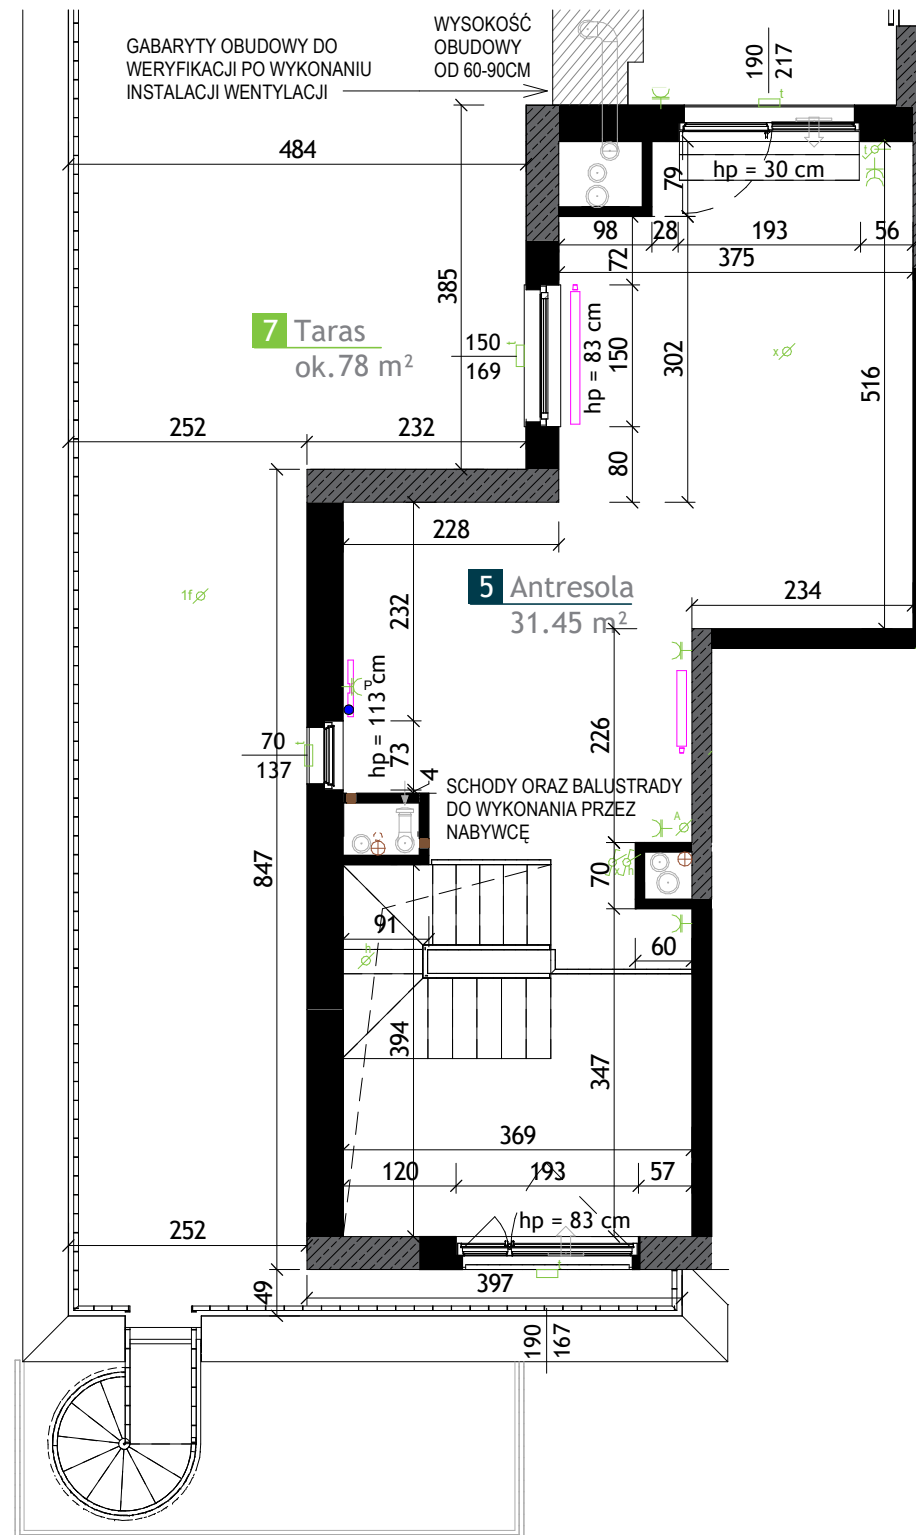 GABARYTY OBUDOWY DO
WERYFIKACJI PO WYKONANIU
INSTALACJI WENTYLACJI
WYSOKOŚĆ
OBUDOWY
OD 60-90CM
190
217
t
484
79
hp = 30 cm
t
98
28
193
56
72
375
385
7 Taras
ok.78 m²
150
169
t
hp = 83 cm
150
302
x
516
252
232
80
228
5 Antresola
31.45 m²
234
1f
232
P
hp = 113 cm
226
70
137
t
73
4
SCHODY ORAZ BALUSTRADY
DO WYKONANIA PRZEZ
NABYWCĘ
A
847
70
91
60
394
347
369
120
193
57
hp = 83 cm
252
49
397
t
190
167